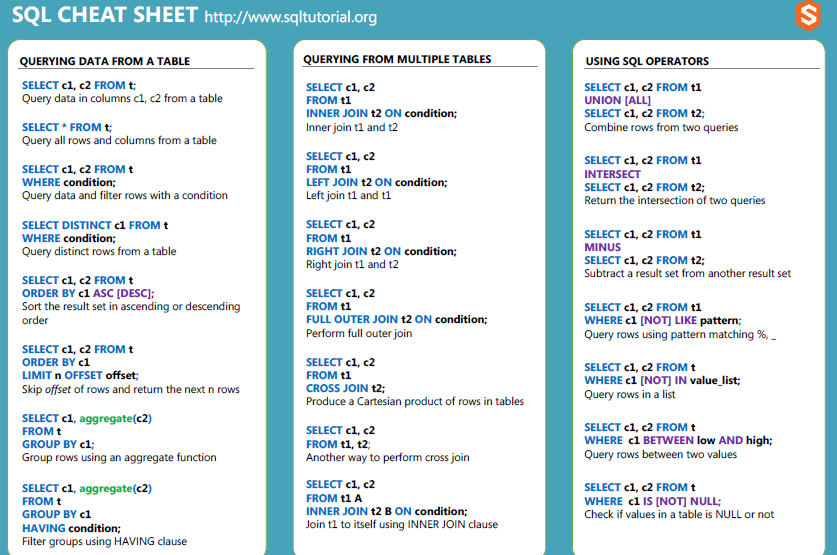 SQL CHEAT SHEET http://www.sqltutorial.org
QUERYING DATA FROM A TABLE
SELECT c1, c2 FROM t;
Query data in columns c1, c2 from a table
SELECT * FROM t;
Query all rows and columns from a table
SELECT c1, c2 FROM t
WHERE condition;
Query data and filter rows with a condition
SELECT DISTINCT c1 FROM t
WHERE condition;
Query distinct rows from a table
SELECT c1, c2 FROM t
ORDER BY c1 ASC [DESC];
Sort the result set in ascending or descending
order
SELECT c1, c2 FROM t
ORDER BY c1
LIMIT n OFFSET offset;
Skip offset of rows and return the next n rows
SELECT c1, aggregate(c2)
FROM t
GROUP BY c1;
Group rows using an aggregate function
SELECT c1, aggregate(c2)
FROM t
GROUP BY c1
HAVING condition;
Filter groups using HAVING clause
QUERYING FROM MULTIPLE TABLES
SELECT c1, c2
FROM t1
INNER JOIN t2 ON condition;
Inner join t1 and t2
SELECT c1, c2
FROM t1
LEFT JOIN t2 ON condition;
Left join t1 and t1
SELECT c1, c2
FROM t1
RIGHT JOIN t2 ON condition;
Right join t1 and t2
SELECT c1, c2
FROM t1
FULL OUTER JOIN t2 ON condition;
Perform full outer join
SELECT c1, c2
FROM t1
CROSS JOIN t2;
Produce a Cartesian product of rows in tables
SELECT c1, c2
FROM t1, t2;
Another way to perform cross join
SELECT c1, c2
FROM t1 A
INNER JOIN t2 B ON condition;
Join t1 to itself using INNER JOIN clause
USING SQL OPERATORS
SELECT c1, c2 FROM t1
UNION [ALL]
SELECT c1, c2 FROM t2;
Combine rows from two queries
SELECT c1, c2 FROM t1
INTERSECT
SELECT c1, c2 FROM t2;
Return the intersection of two queries
SELECT c1, c2 FROM t1
MINUS
SELECT c1, c2 FROM t2;
Subtract a result set from another result set
SELECT c1, c2 FROM t1
WHERE c1 [NOT] LIKE pattern;
Query rows using pattern matching %, _
SELECT c1, c2 FROM t
WHERE c1 [NOT] IN value_list;
Query rows in a list
SELECT c1, c2 FROM t
WHERE c1 BETWEEN low AND high;
Query rows between two values
SELECT c1, c2 FROM t
WHERE c1 IS [NOT] NULL;
Check if values in a table is NULL or not